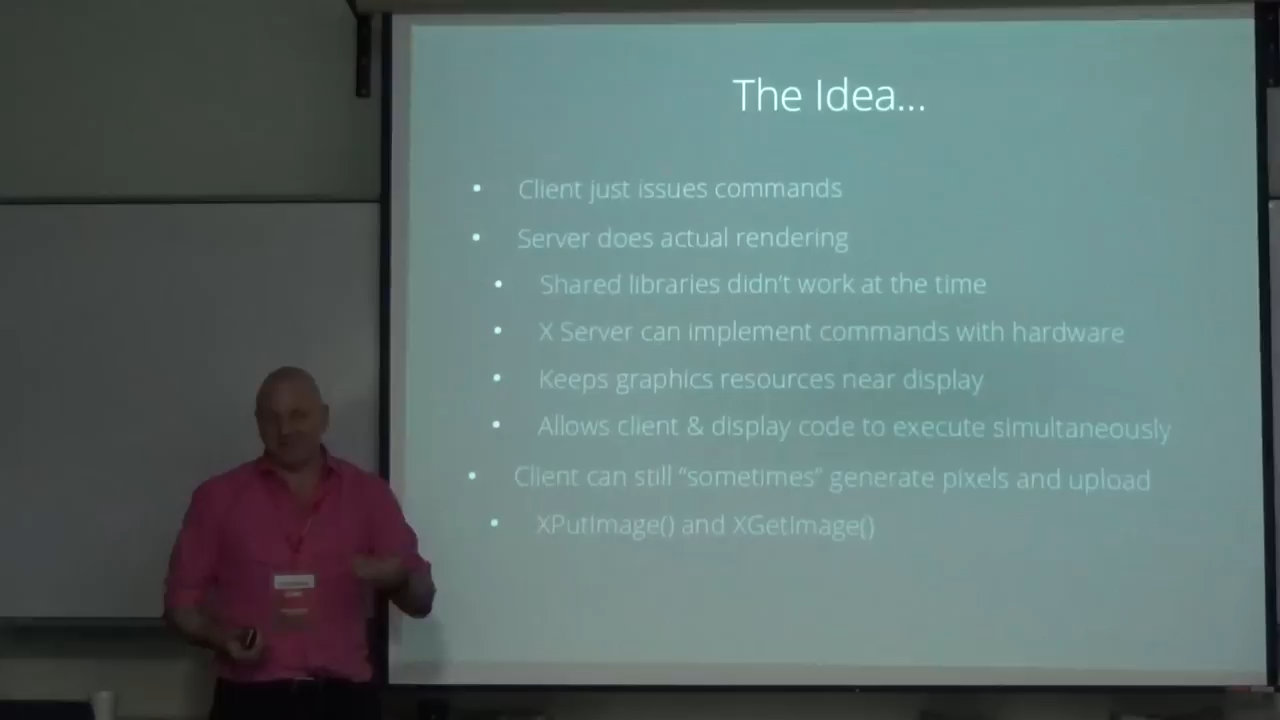 The Idea...
• Client just issues commands
• Server does actual rendering
• Shared libraries didn't work at the time
• X Server can implement commands with hardware
• Keeps graphics resources near display
• Allows client & display code to execute simultaneously
• Client can still “sometimes” generate pixels and upload
• XPutImage() and XGetImage()